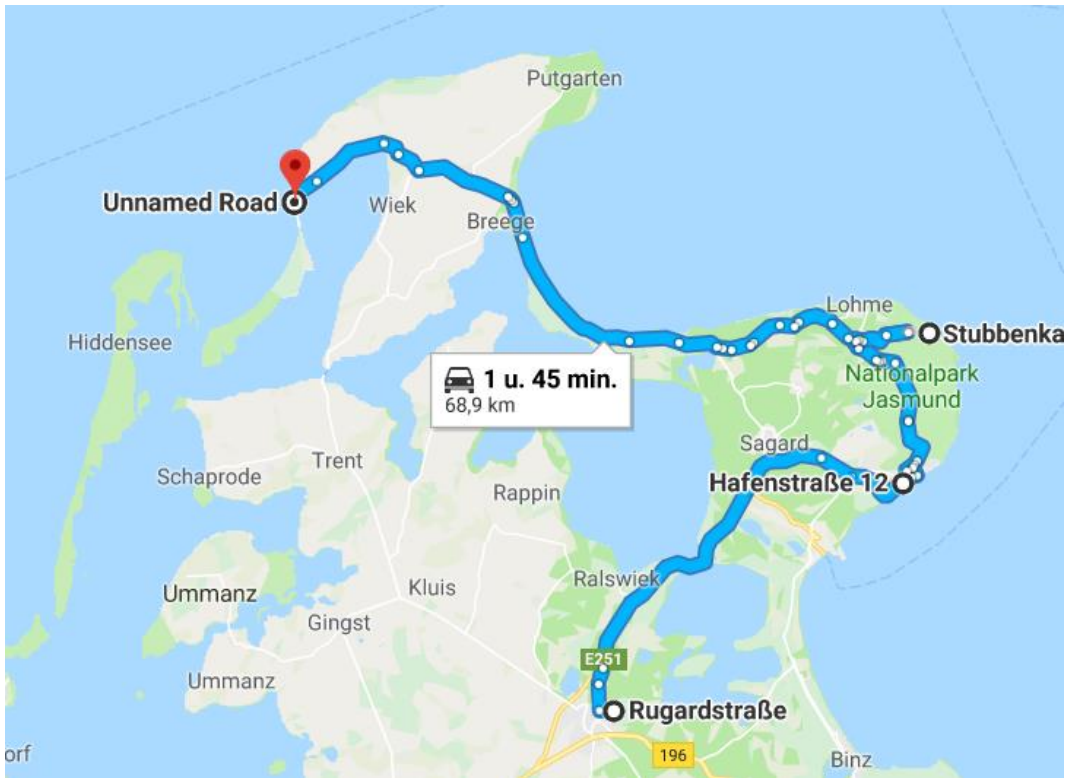 Putgarten
Unnamed Road
Wiek
Breege
Lohme
Hiddensee
Stubbenka
1 u. 45 min.
68,9 km
Nationalpark
Jasmund
Sagard
Schaprode
Trent
Hafenstraße 12
Rappin
Ralswiek
Ummanz
Kluis
Gingst
E251
Ummanz
Rugardstraße
orf
196
Binz